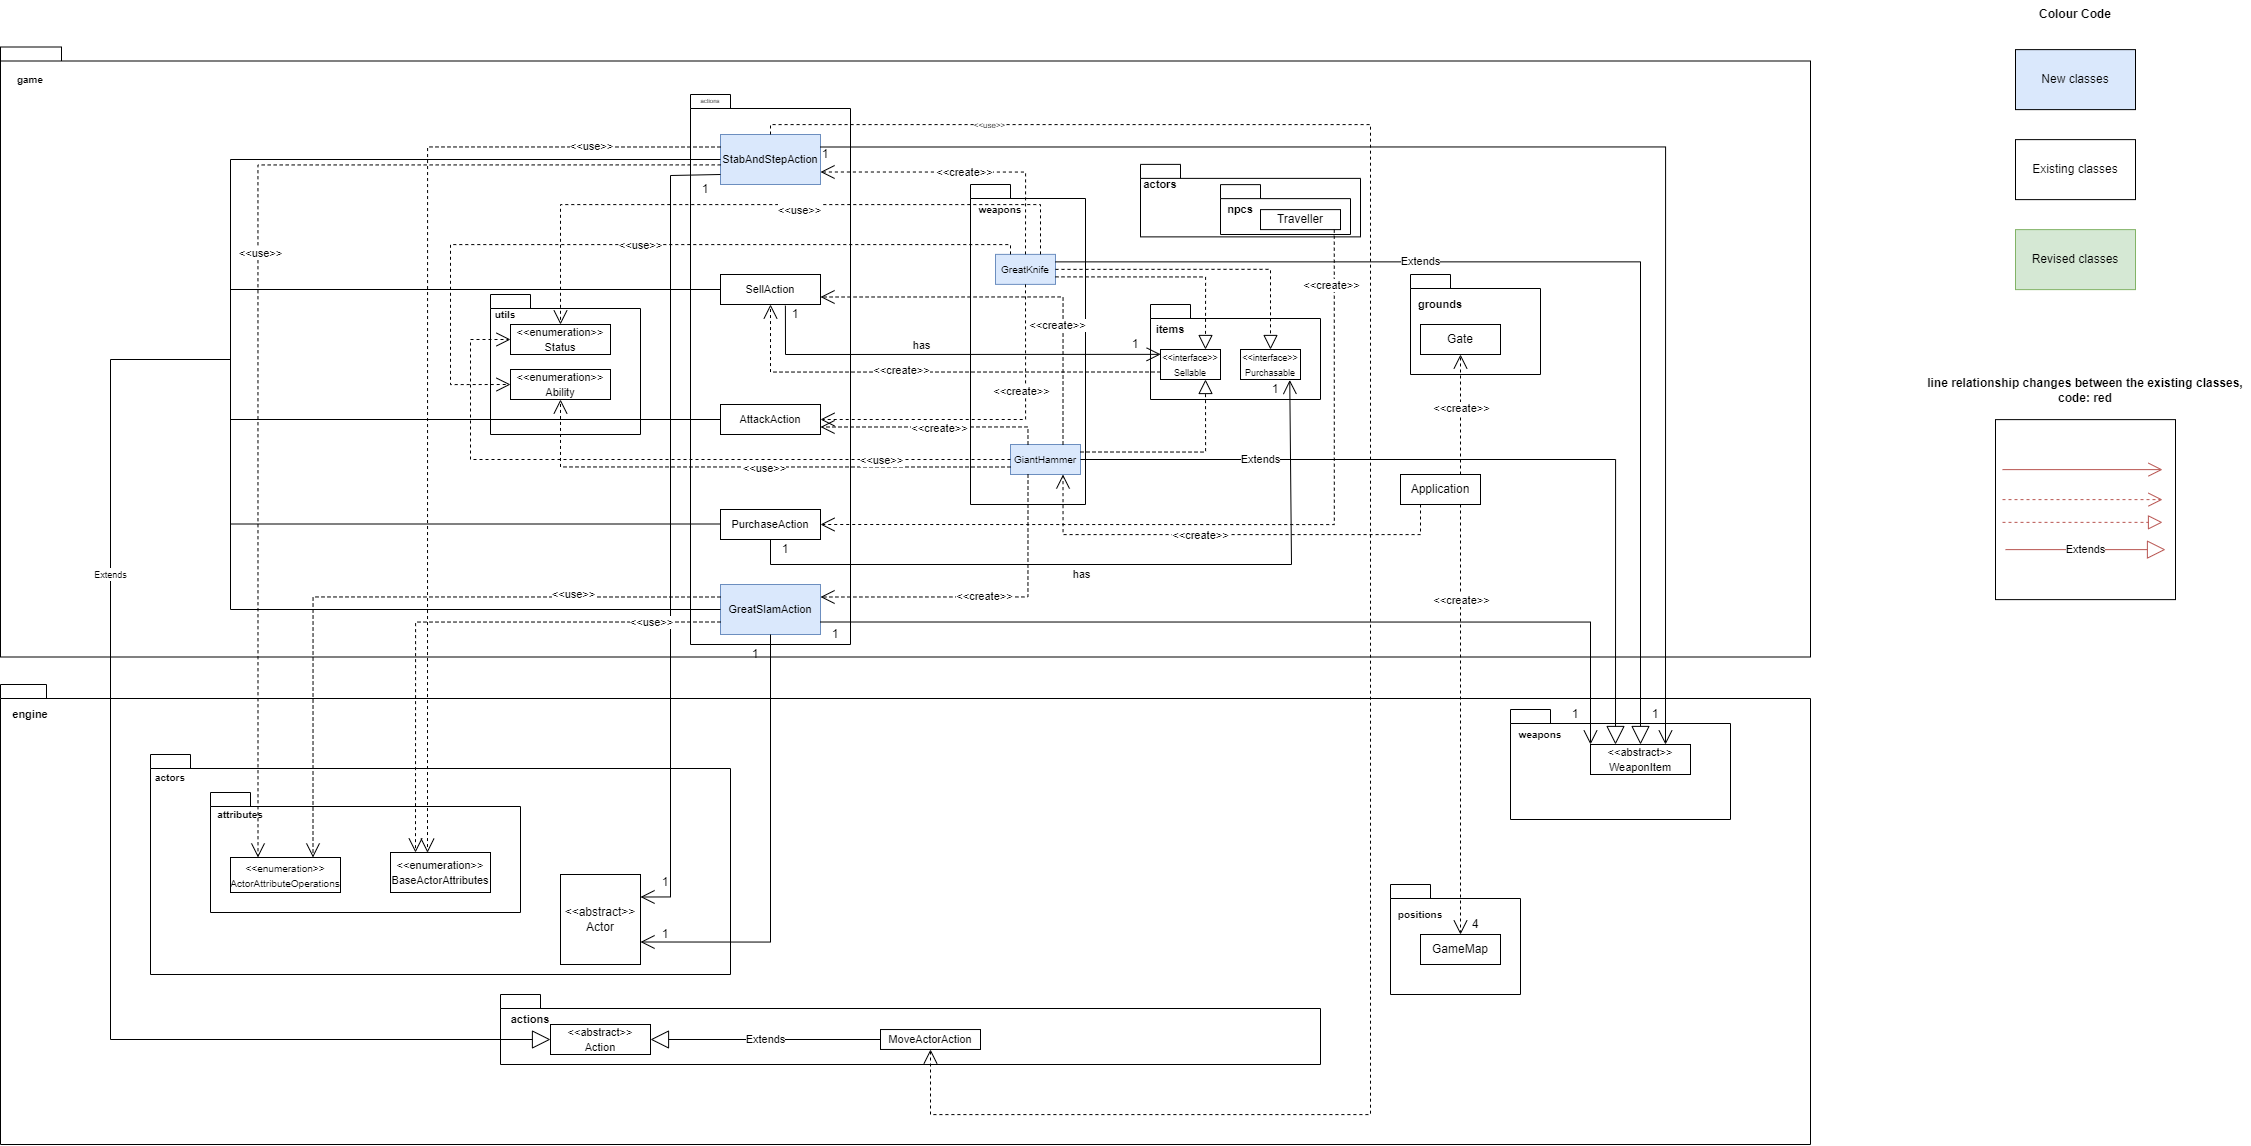 Colour Code
New classes
Existing classes
Revised classes
line relationship changes between the existing classes,
code: red
Extends
game
actions
<<use>>
<<use>>
StabAndStepAction
1
1
<<create>>
<<use>>
<<use>>
<<use>>
weapons
actors
npcs
Traveller
GreatKnife
Extends
<<create>>
SellAction
1
utils
<<enumeration>>
Status
<<enumeration>>
Ability
<<create>>
has
1
items
<<interface>>
Sellable
<<interface>>
Purchasable
1
grounds
Gate
<<create>>
<<create>>
<<create>>
AttackAction
<<create>>
<<use>>
<<use>>
GiantHammer
Extends
Application
PurchaseAction
1
<<create>>
has
Extends
<<use>>
<<create>>
GreatSlamAction
<<use>>
1
1
<<create>>
engine
1
1
weapons
<<abstract>>
WeaponItem
actors
attributes
<<enumeration>>
ActorAttributeOperations
<<enumeration>>
BaseActorAttributes
1
<<abstract>>
Actor
1
positions
4
GameMap
actions
<<abstract>>
Action
Extends
MoveActorAction